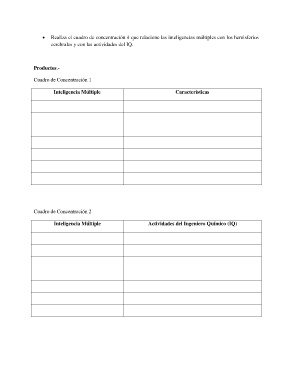 • Realiza el cuadro de concentración 4 que relacione las inteligencias múltiples con los hemisferios
cerebrales y con las actividades del IQ.
Productos.-
Cuadro de Concentración 1
Inteligencia Múltiple Características
Cuadro de Concentración 2
Inteligencia Múltiple Actividades del Ingeniero Químico (IQ)